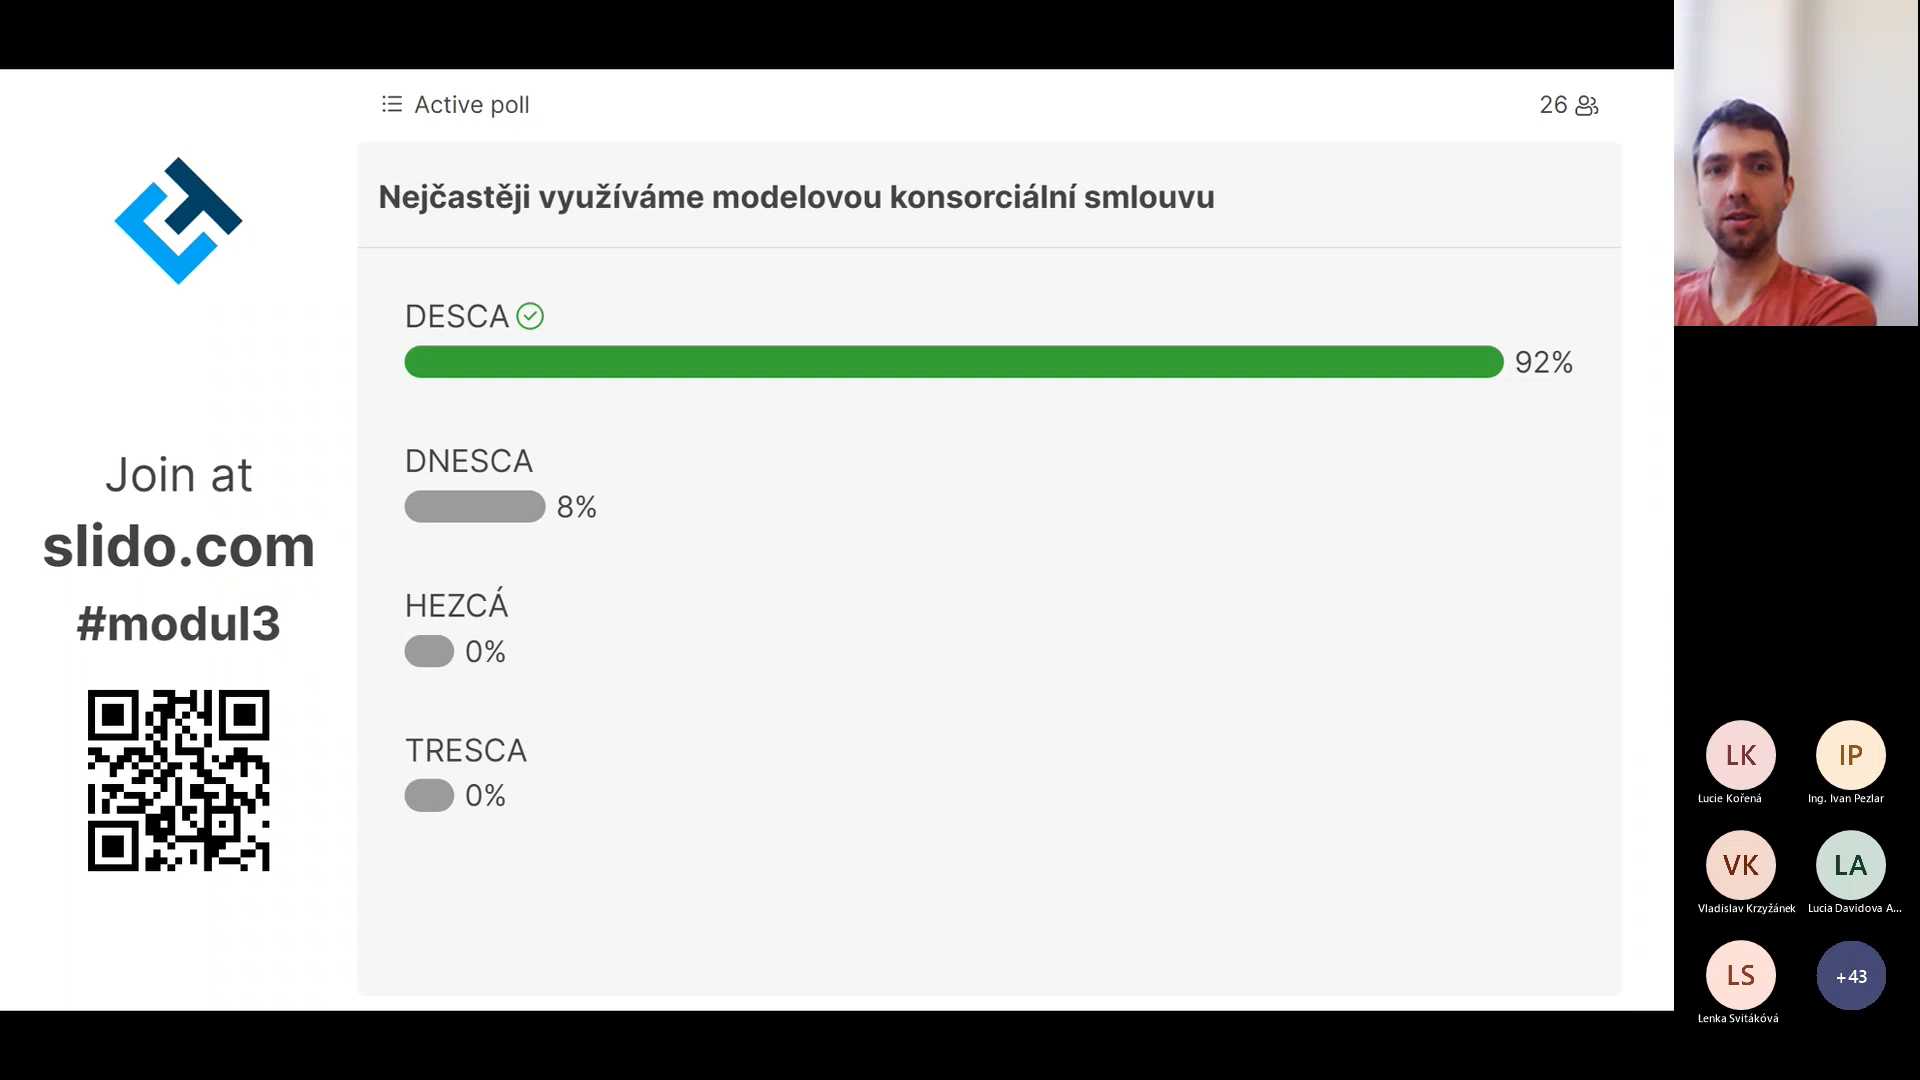 Active poll
26
Nejčastěji využíváme modelovou konsorciální smlouvu
DESCA
92%
DNESCA
8%
HEZCÁ
0%
TRESCA
0%
Join at
slido.com
#modul3
LK
Lucie Kořená
IP
Ing. Ivan Pezlar
VK
Vladislav Krzyžánek
LA
Lucia Davidova A...
LS
Lenka Svitáková
+43